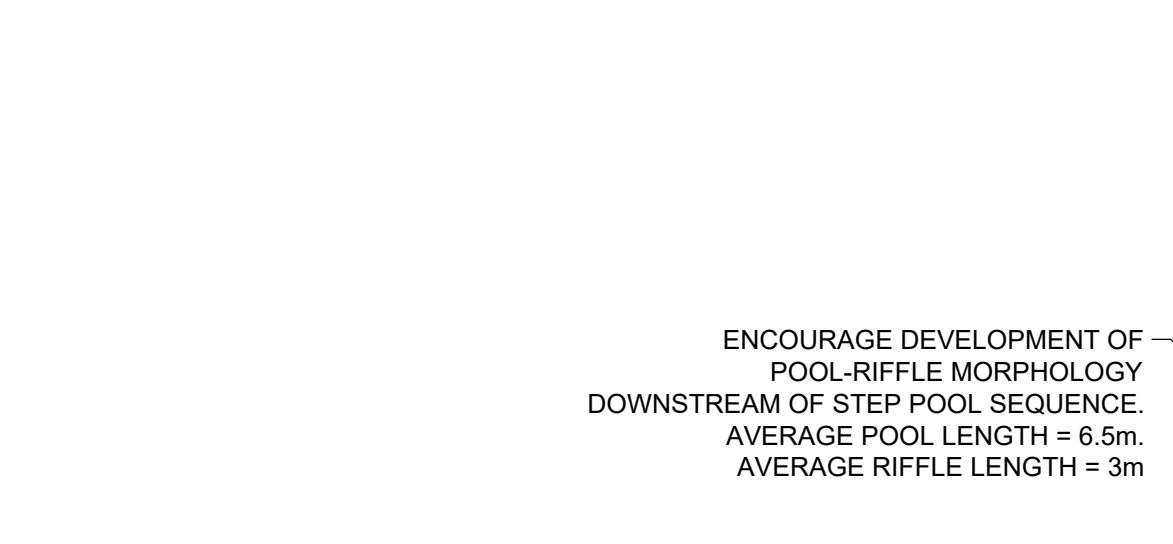 ENCOURAGE DEVELOPMENT OF
POOL-RIFFLE MORPHOLOGY
DOWNSTREAM OF STEP POOL SEQUENCE.
AVERAGE POOL LENGTH = 6.5m.
AVERAGE RIFFLE LENGTH = 3m